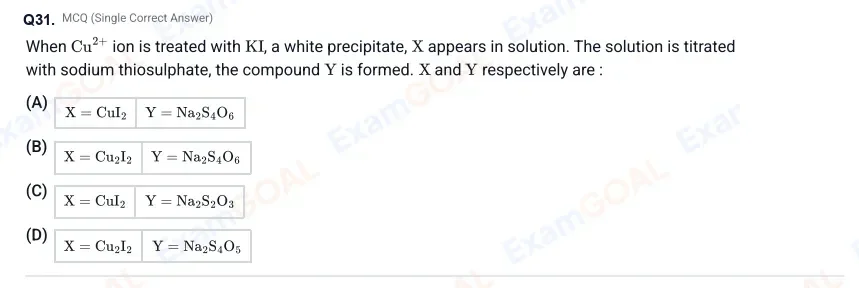 Q31. MCQ (Single Correct Answer)
When Cu²⁺ ion is treated with KI, a white precipitate, X appears in solution. The solution is titrated
with sodium thiosulphate, the compound Y is formed. X and Y respectively are :
(A) X = CuI₂ Y = Na₂S₄O₆
(B) X = Cu₂I₂ Y = Na₂S₄O₆
(C) X = CuI₂ Y = Na₂S₂O₃
(D) X = Cu₂I₂ Y = Na₂S₄O₅
ExamGOAL
ExamGOAL